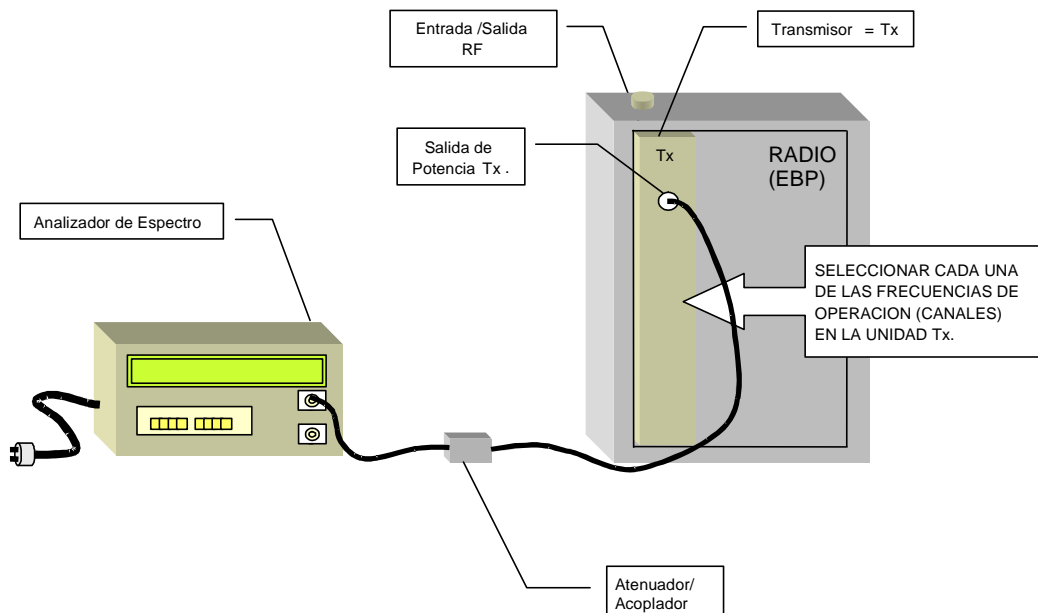 Entrada /Salida
RF
Transmisor = Tx
Salida de
Potencia Tx .
Tx
RADIO
(EBP)
Analizador de Espectro
SELECCIONAR CADA UNA
DE LAS FRECUENCIAS DE
OPERACION (CANALES)
EN LA UNIDAD Tx.
Atenuador/
Acoplador